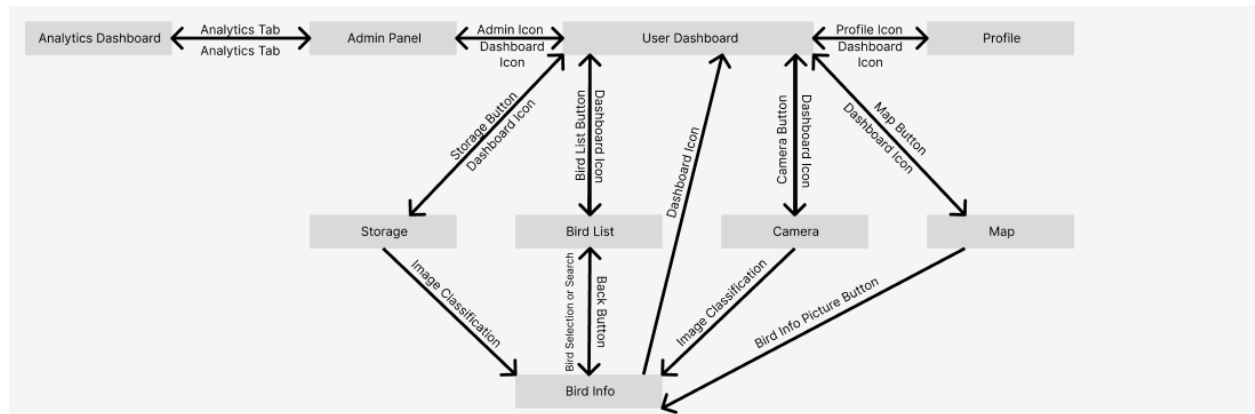 Analytics Dashboard
Analytics Tab
Analytics Tab
Admin Panel
Admin Icon
Dashboard
Icon
User Dashboard
Profile Icon
Dashboard
Icon
Profile
Storage Button
Dashboard Icon
Bird List Button
Dashboard Icon
Dashboard Icon
Camera Button
Dashboard Icon
Map Button
Dashboard Icon
Storage
Bird List
Camera
Map
Image Classification
Bird Selection or Search
Back Button
Image Classification
Bird Info Picture Button
Bird Info